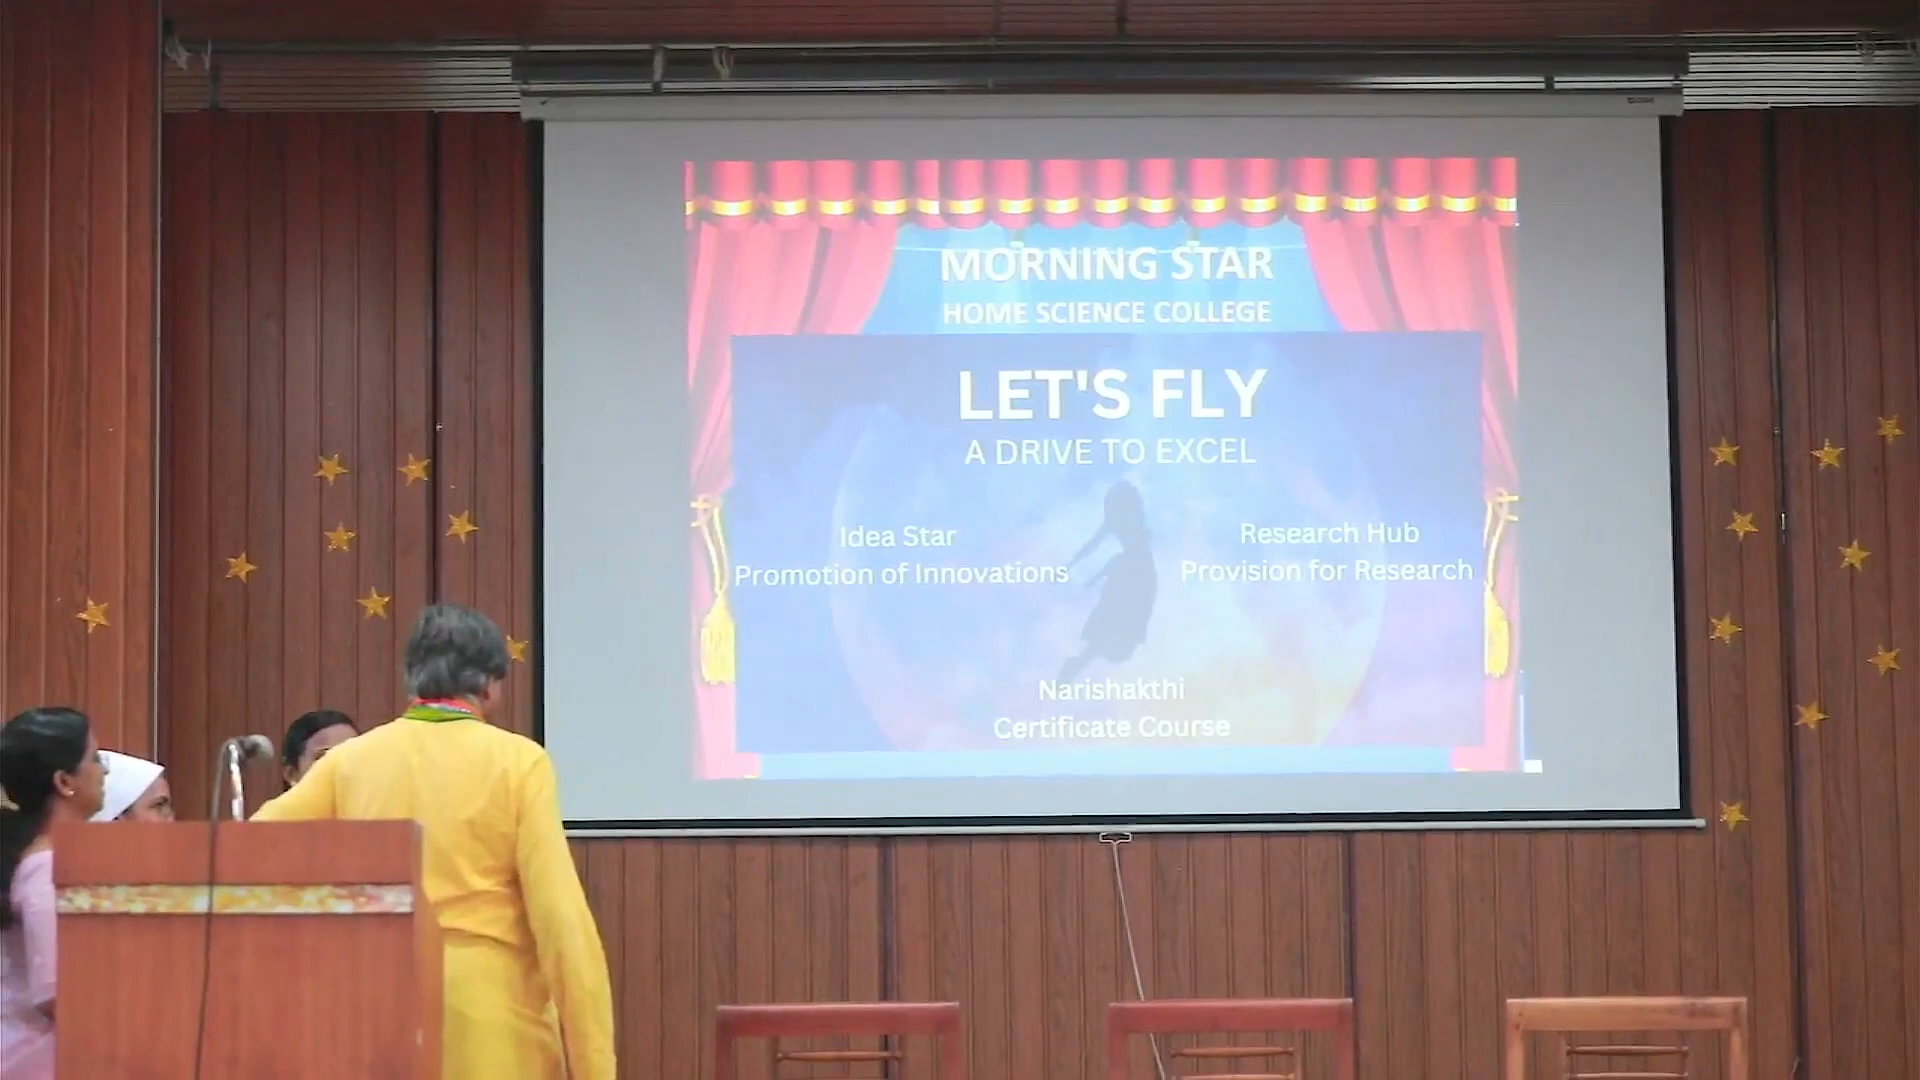 MORNING STAR
HOME SCIENCE COLLEGE
LET'S FLY
A DRIVE TO EXCEL
Idea Star
Promotion of Innovations
Research Hub
Provision for Research
Narishakthi
Certificate Course